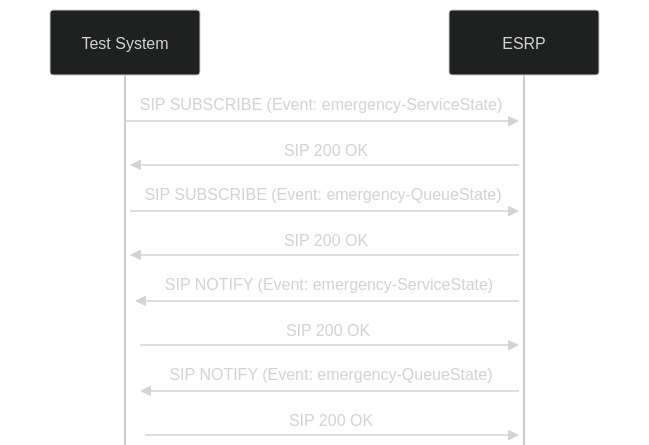 Test System
ESRP
SIP SUBSCRIBE (Event: emergency-ServiceState)
SIP 200 OK
SIP SUBSCRIBE (Event: emergency-QueueState)
SIP 200 OK
SIP NOTIFY (Event: emergency-ServiceState)
SIP 200 OK
SIP NOTIFY (Event: emergency-QueueState)
SIP 200 OK